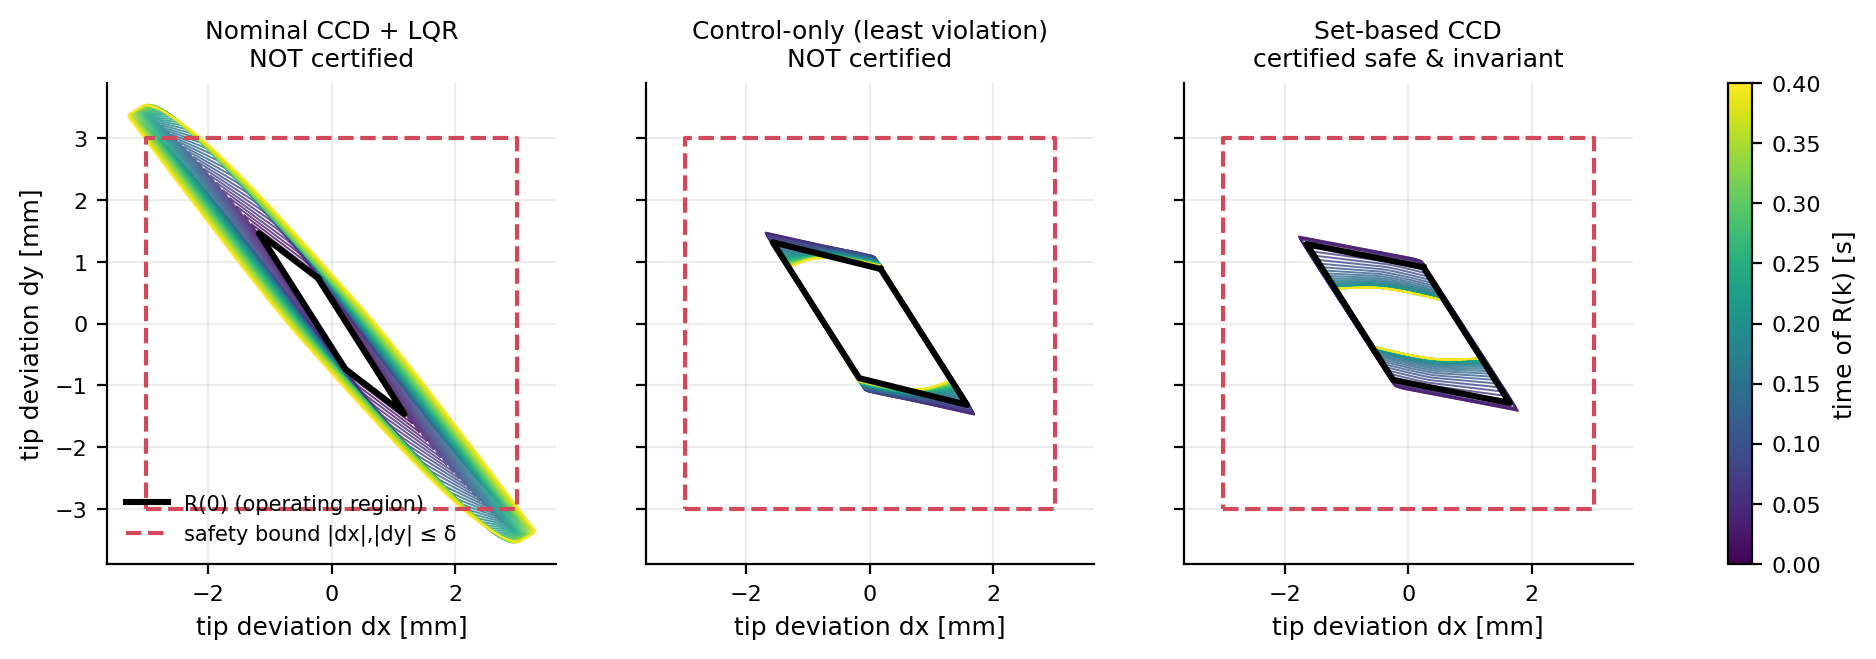 Nominal CCD + LQR
NOT certified
Control-only (least violation)
NOT certified
Set-based CCD
certified safe & invariant
tip deviation dy [mm]
3
2
1
0
−1
−2
−3
R(0) (operating region)
safety bound |dx|,|dy| ≤ δ
−2 0 2
tip deviation dx [mm]
−2 0 2
tip deviation dx [mm]
−2 0 2
tip deviation dx [mm]
0.40
0.35
0.30
0.25
0.20
0.15
0.10
0.05
0.00
time of R(k) [s]